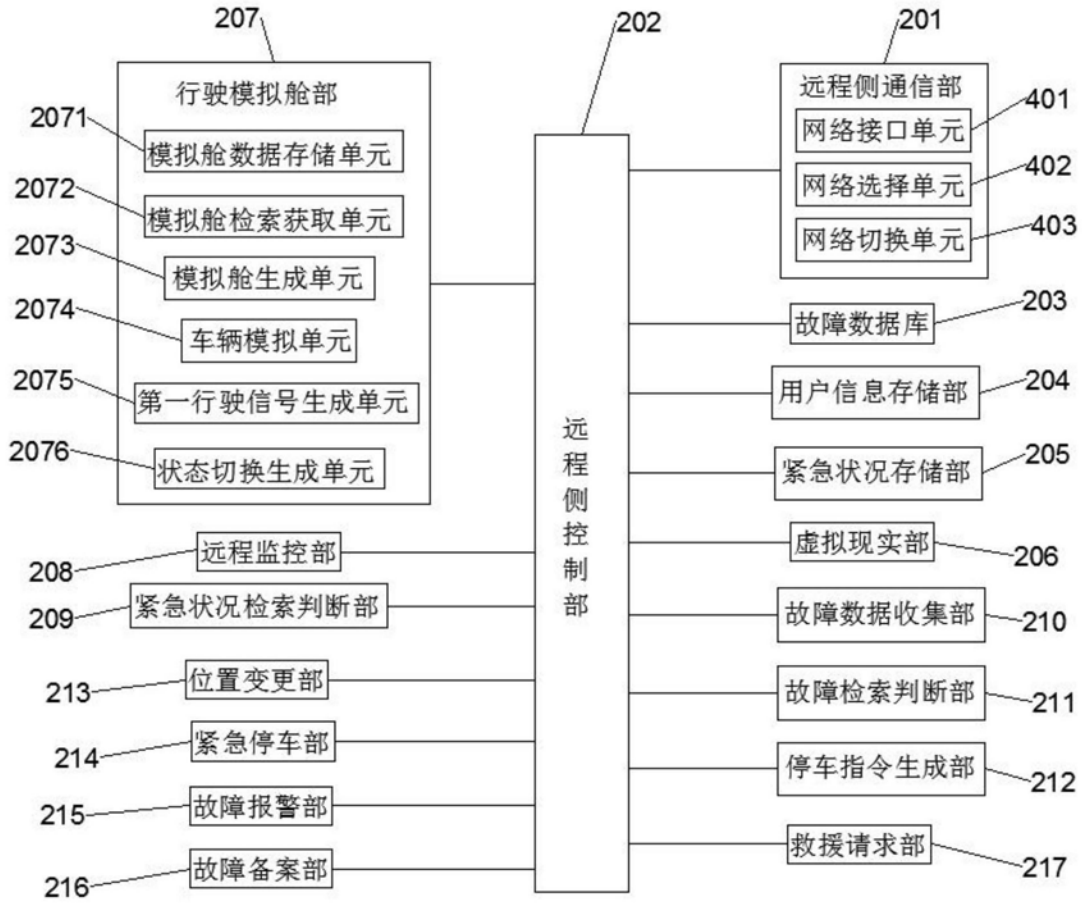 207
行驶模拟舱部
2071
模拟舱数据存储单元
2072
模拟舱检索获取单元
2073
模拟舱生成单元
2074
车辆模拟单元
2075
第一行驶信号生成单元
2076
状态切换生成单元
208
远程监控部
209
紧急状况检索判断部
213
位置变更部
214
紧急停车部
215
故障报警部
216
故障备案部
202
远程侧控制部
201
远程侧通信部
401
网络接口单元
402
网络选择单元
403
网络切换单元
203
故障数据库
204
用户信息存储部
205
紧急状况存储部
206
虚拟现实部
210
故障数据收集部
211
故障检索判断部
212
停车指令生成部
217
救援请求部